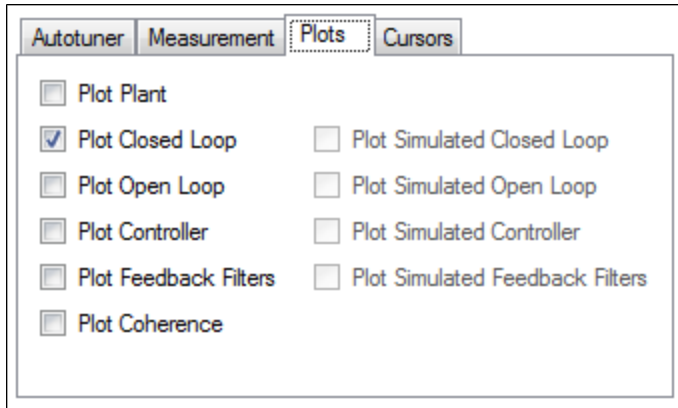 Autotuner Measurement Plots Cursors
Plot Plant
Plot Closed Loop Plot Simulated Closed Loop
Plot Open Loop Plot Simulated Open Loop
Plot Controller Plot Simulated Controller
Plot Feedback Filters Plot Simulated Feedback Filters
Plot Coherence